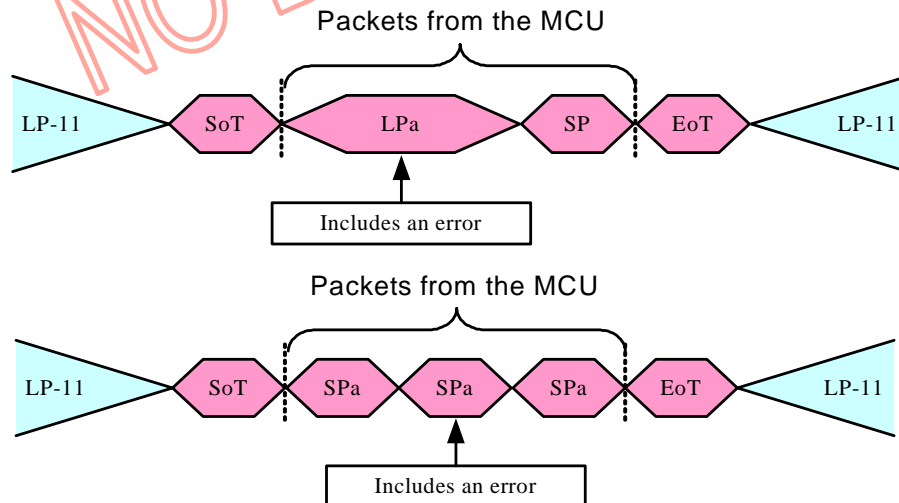 NO
Packets from the MCU
LP-11 SoT LPa SP EoT LP-11
Includes an error
Packets from the MCU
LP-11 SoT SPa SPa SPa EoT LP-11
Includes an error